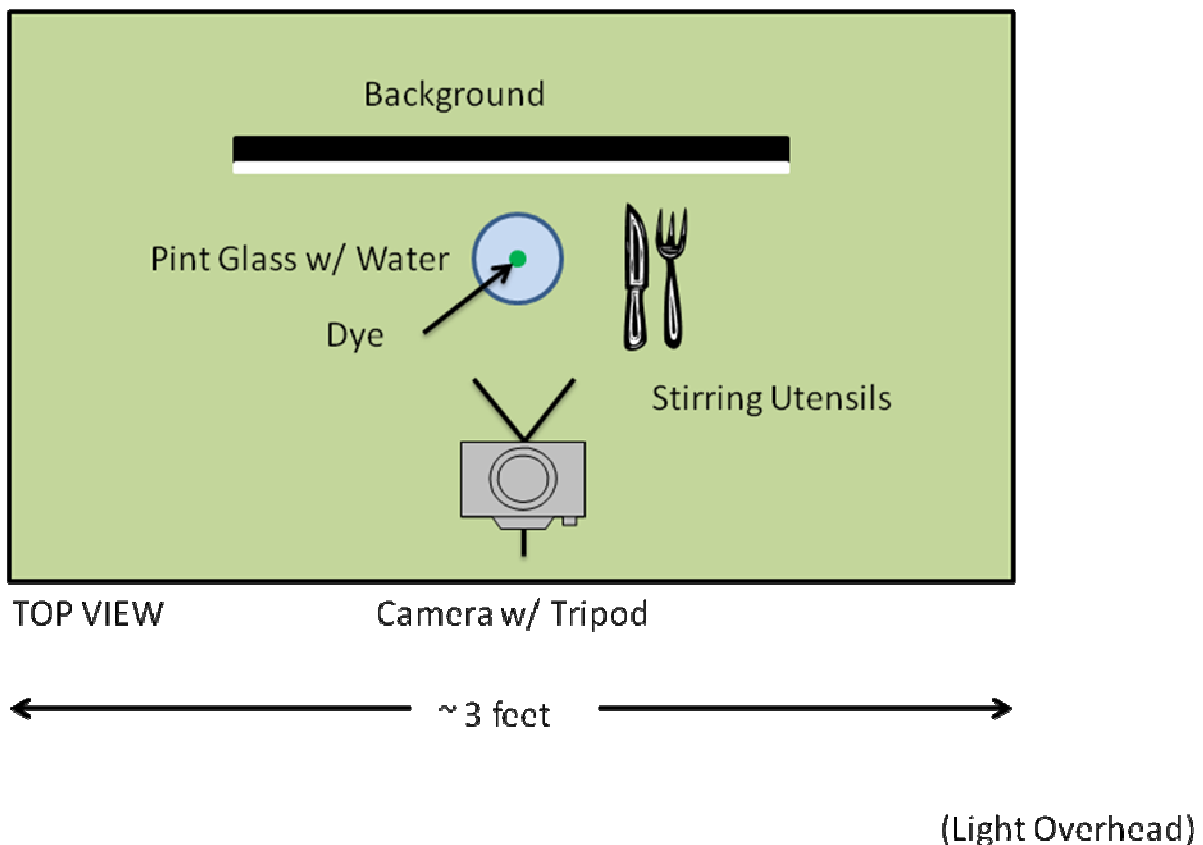 Background
Pint Glass w/ Water
Dye
Stirring Utensils
TOP VIEW
Camera w/ Tripod
~ 3 feet
(Light Overhead)